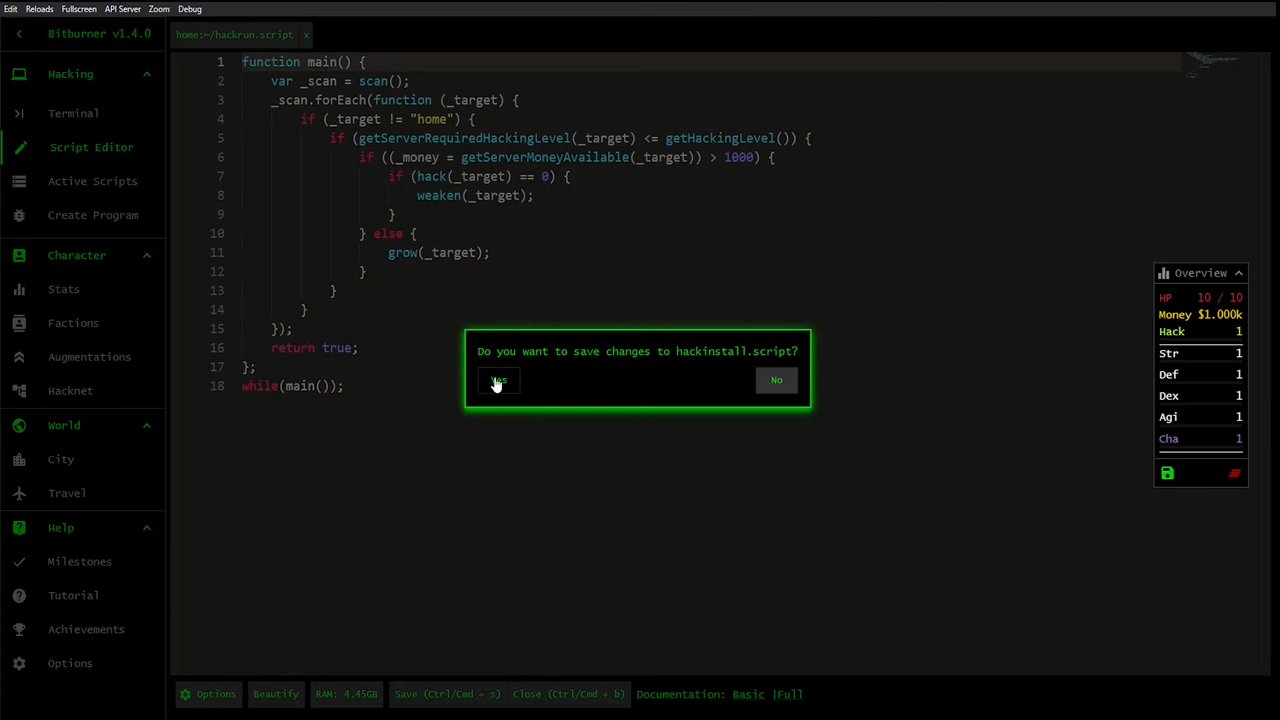 Edit Reloads Fullscreen API Server Zoom Debug
Bitburner v1.4.0
Hacking
Terminal
Script Editor
Active Scripts
Create Program
Character
Stats
Factions
Augmentations
Hacknet
World
City
Travel
Help
Milestones
Tutorial
Achievements
Options
home:~/hackrun.script x
1 function main() {
2 var _scan = scan();
3 _scan.forEach(function (_target) {
4 if (_target != "home") {
5 if (getServerRequiredHackingLevel(_target) <= getHackingLevel()) {
6 if ((_money = getServerMoneyAvailable(_target)) > 1000) {
7 if (hack(_target) == 0) {
8 weaken(_target);
9 }
10 } else {
11 grow(_target);
12 }
13 }
14 }
15 });
16 return true;
17 };
18 while(main());
Do you want to save changes to hackinstall.script?
Yes No
Overview
HP 10 / 10
Money $1.000k
Hack 1
Str 1
Def 1
Dex 1
Agi 1
Cha 1
Options Beautify RAM: 4.45GB Save (Ctrl/Cmd + s) Close (Ctrl/Cmd + b) Documentation: Basic |Full